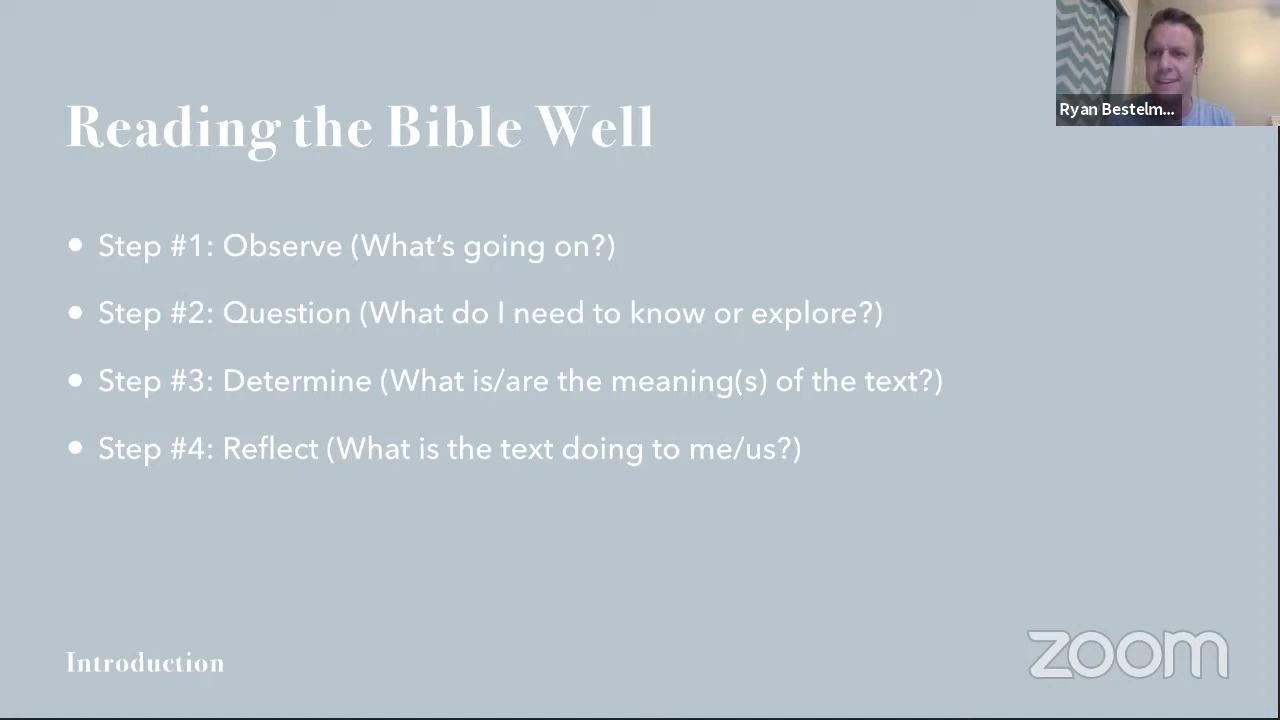 Reading the Bible Well
Ryan Bestelm...
• Step #1: Observe (What’s going on?)
• Step #2: Question (What do I need to know or explore?)
• Step #3: Determine (What is/are the meaning(s) of the text?)
• Step #4: Reflect (What is the text doing to me/us?)
Introduction
zoom